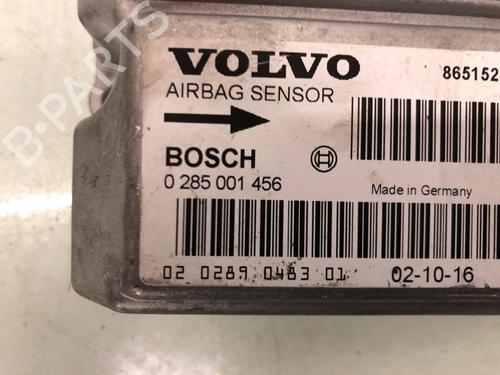 VOLVO
865152
AIRBAG SENSOR
BOSCH
0 285 001 456
Made in Germany
02 0289 0483 01
02-10-16
B-PARTS